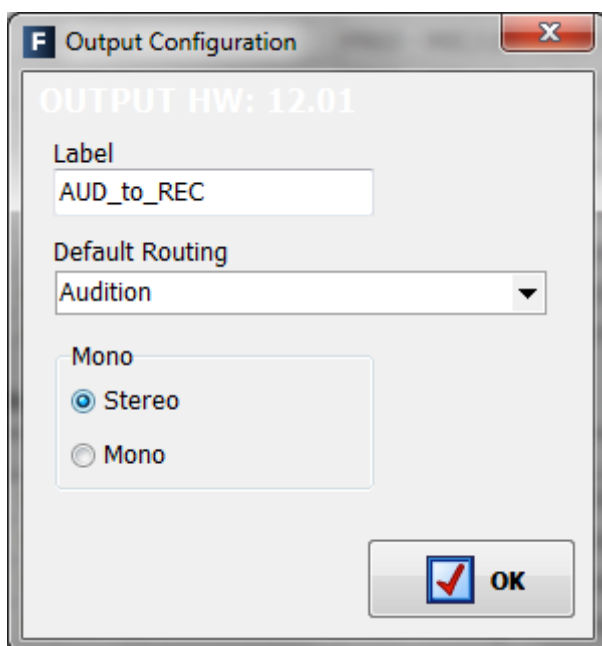 F Output Configuration
OUTPUT HW: 12.01
Label
AUD_to_REC
Default Routing
Audition
Mono
Stereo
Mono
OK